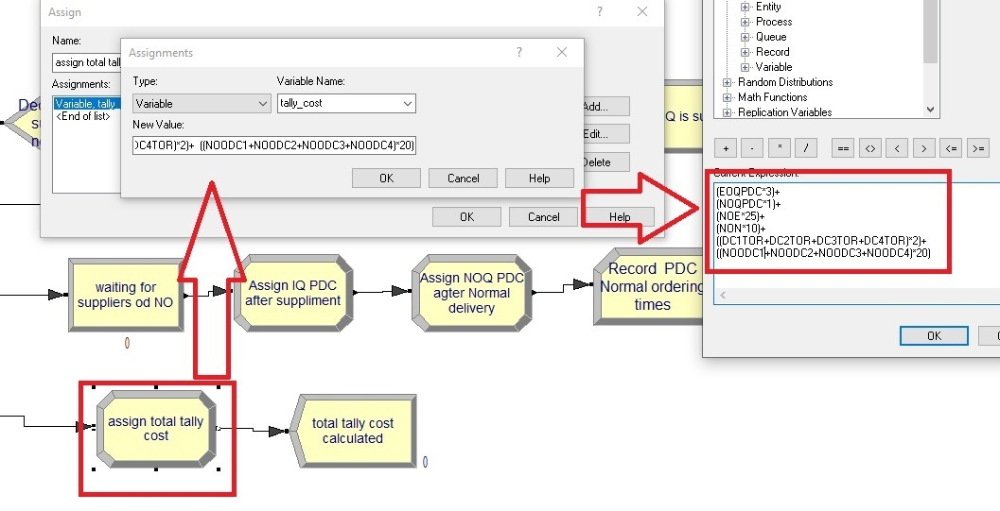 Assign
?
Name:
assign total tall
Assignments:
Variable, tally
<End of list>
Add...
Edit...
Delete
OK
Cancel
Help
Assignments
?
Type:
Variable
Variable Name:
tally_cost
New Value:
)C4TOR)*2)+ ((NOODC1+NOODC2+NOODC3+NOODC4)*20)
OK
Cancel
Help
Entity
Process
Queue
Record
Variable
Random Distributions
Math Functions
Replication Variables
+ - * / == <> < > <= >=
Current Expression:
(EOQPDC*3)+
(NOQPDC*1)+
(NOE*25)+
(NON*10)+
((DC1TOR+DC2TOR+DC3TOR+DC4TOR)*2)+
((NOODC1+NOODC2+NOODC3+NOODC4)*20)
OK
Q is su
waiting for
suppliers od NO
0
Assign IQ PDC
after suppliment
Assign NOQ PDC
agter Normal
delivery
Record PDC
Normal ordering
times
assign total tally
cost
total tally cost
calculated
0